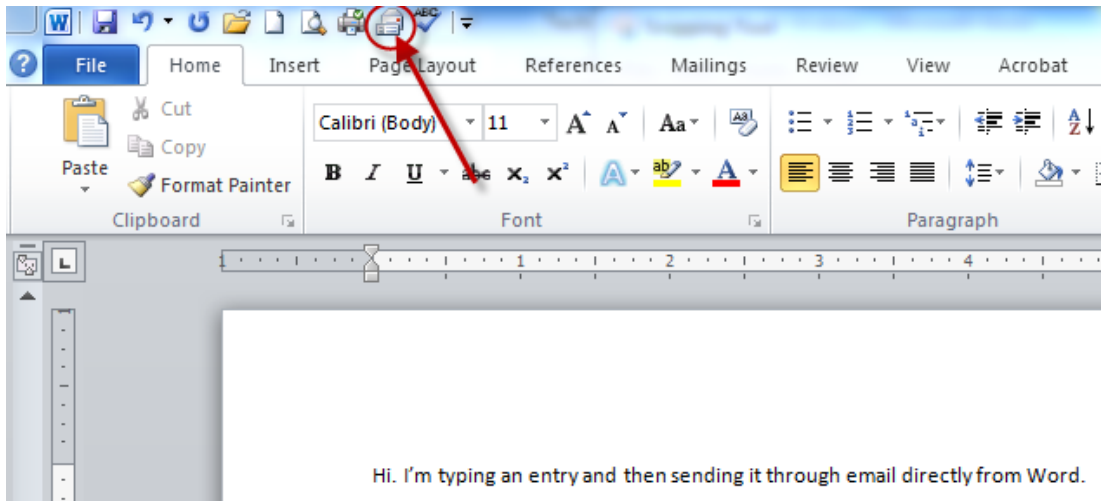 W ABC
File Home Insert Page Layout References Mailings Review View Acrobat
Cut
Copy
Paste
Format Painter
Clipboard
Calibri (Body) 11 A A Aa
B I U abc x₂ x² A ab A
Font
A Z
Paragraph
L
1 1 2 3 4
Hi. I'm typing an entry and then sending it through email directly from Word.